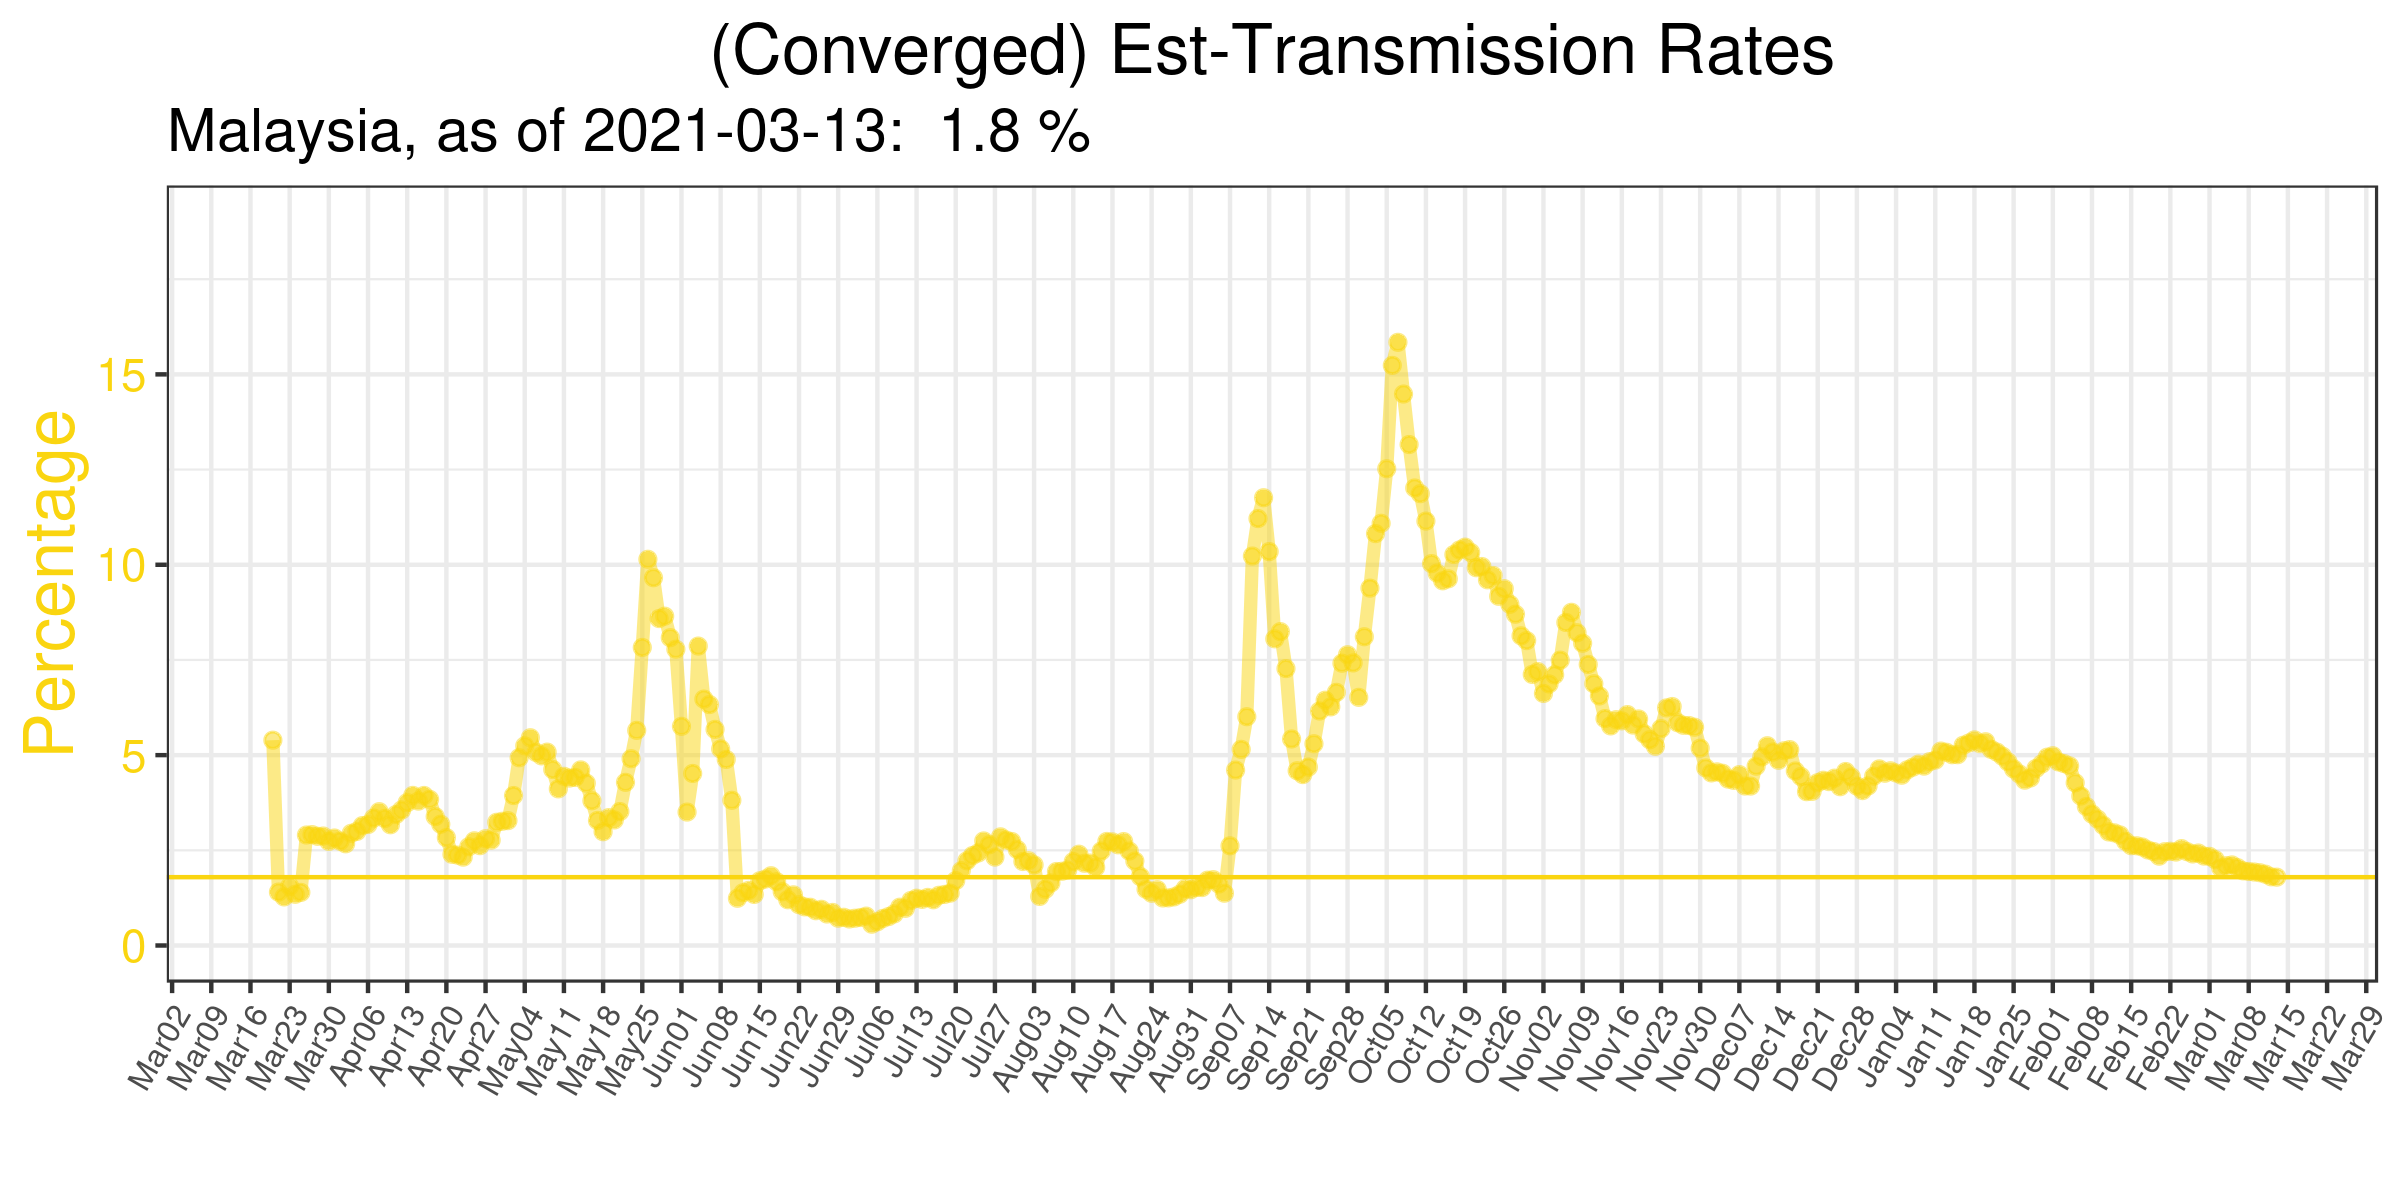 (Converged) Est-Transmission Rates
Malaysia, as of 2021-03-13:  1.8 %
Percentage
15
10
5
0
Mar02
Mar09
Mar16
Mar23
Mar30
Apr06
Apr13
Apr20
Apr27
May04
May11
May18
May25
Jun01
Jun08
Jun15
Jun22
Jun29
Jul06
Jul13
Jul20
Jul27
Aug03
Aug10
Aug17
Aug24
Aug31
Sep07
Sep14
Sep21
Sep28
Oct05
Oct12
Oct19
Oct26
Nov02
Nov09
Nov16
Nov23
Nov30
Dec07
Dec14
Dec21
Dec28
Jan04
Jan11
Jan18
Jan25
Feb01
Feb08
Feb15
Feb22
Mar01
Mar08
Mar15
Mar22
Mar29